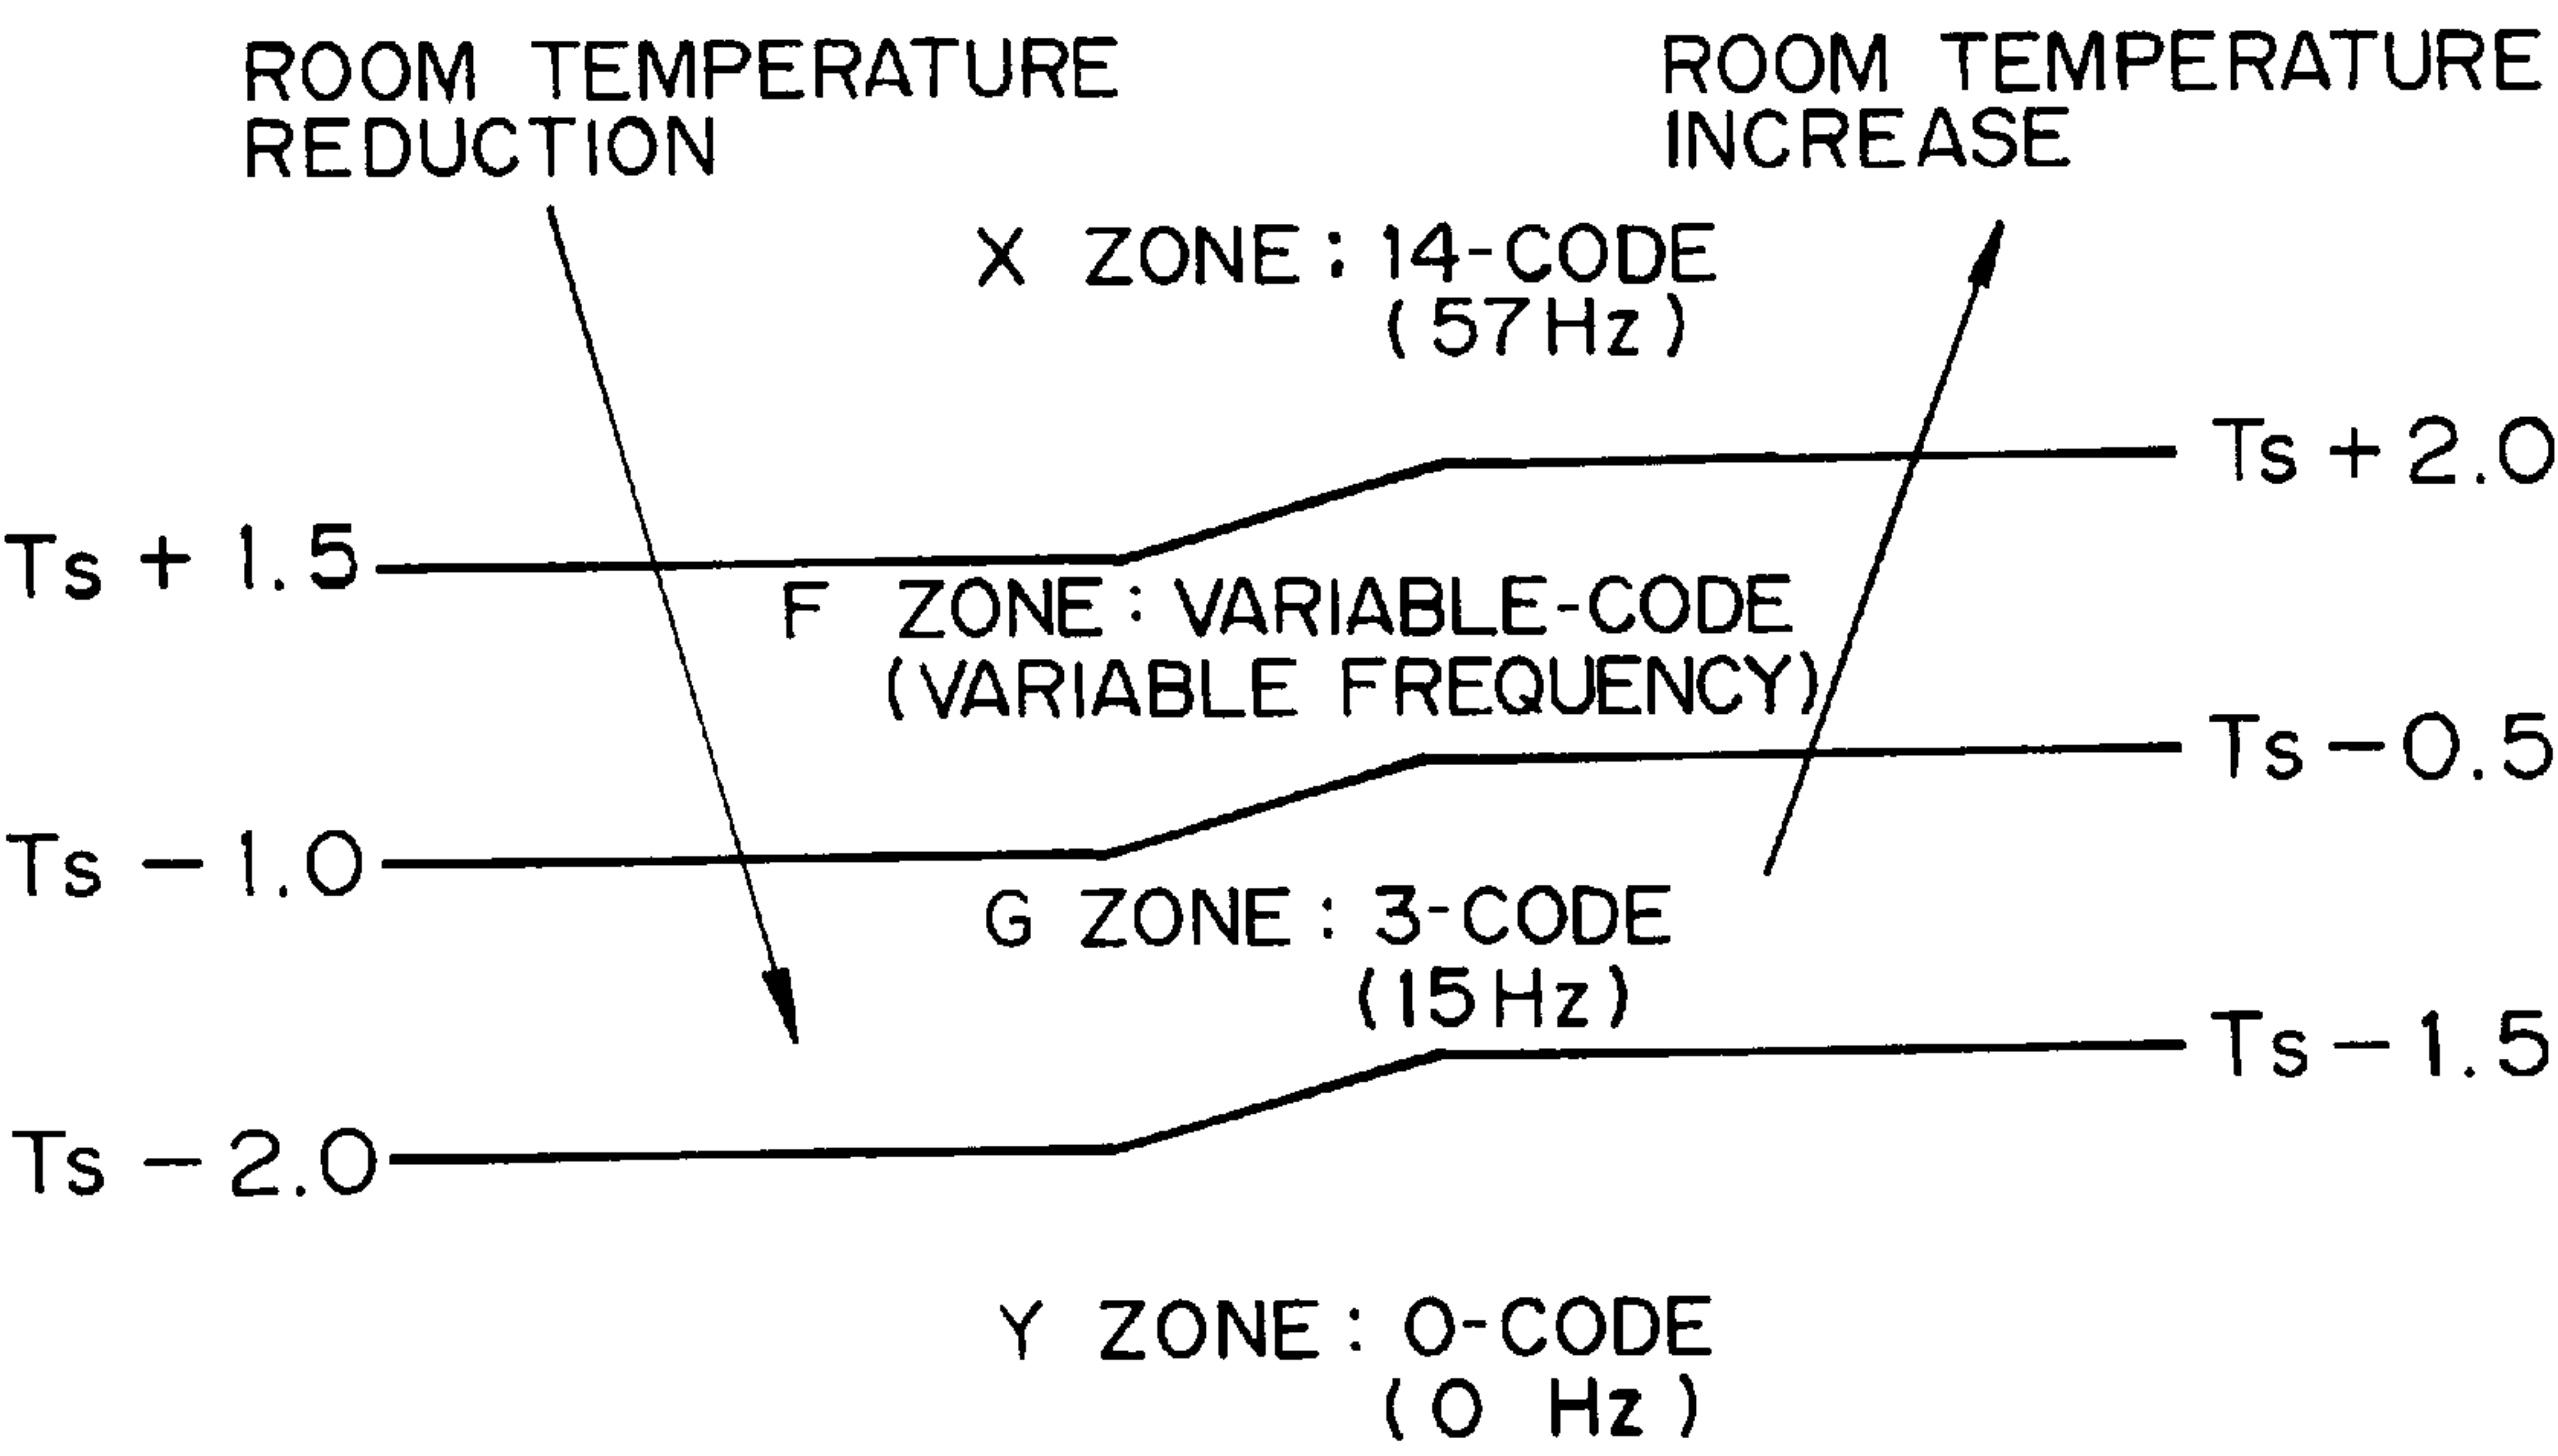 ROOM TEMPERATURE
REDUCTION
ROOM TEMPERATURE
INCREASE
X ZONE : 14-CODE
(57Hz)
Ts + 2.0
Ts + 1.5
F ZONE : VARIABLE-CODE
(VARIABLE FREQUENCY)
Ts - 0.5
Ts - 1.0
G ZONE : 3-CODE
(15Hz)
Ts - 1.5
Ts - 2.0
Y ZONE : 0-CODE
(0 Hz)